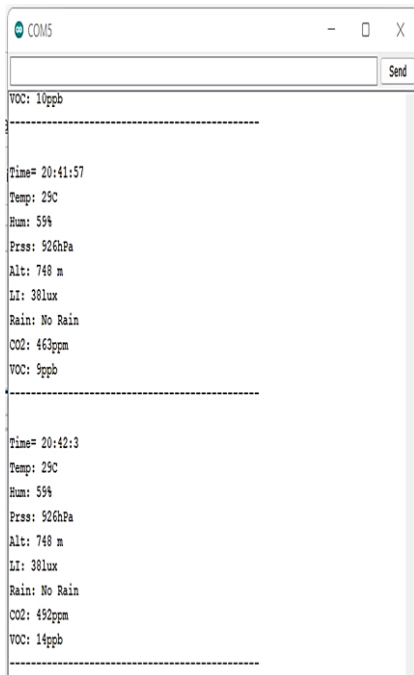 COM5
Send
VOC: 10ppb
------------------------------------------------
Time= 20:41:57
Temp: 29C
Hum: 59%
Prss: 926hPa
Alt: 748 m
LI: 38lux
Rain: No Rain
CO2: 463ppm
VOC: 9ppb
------------------------------------------------
Time= 20:42:3
Temp: 29C
Hum: 59%
Prss: 926hPa
Alt: 748 m
LI: 38lux
Rain: No Rain
CO2: 492ppm
VOC: 14ppb
------------------------------------------------